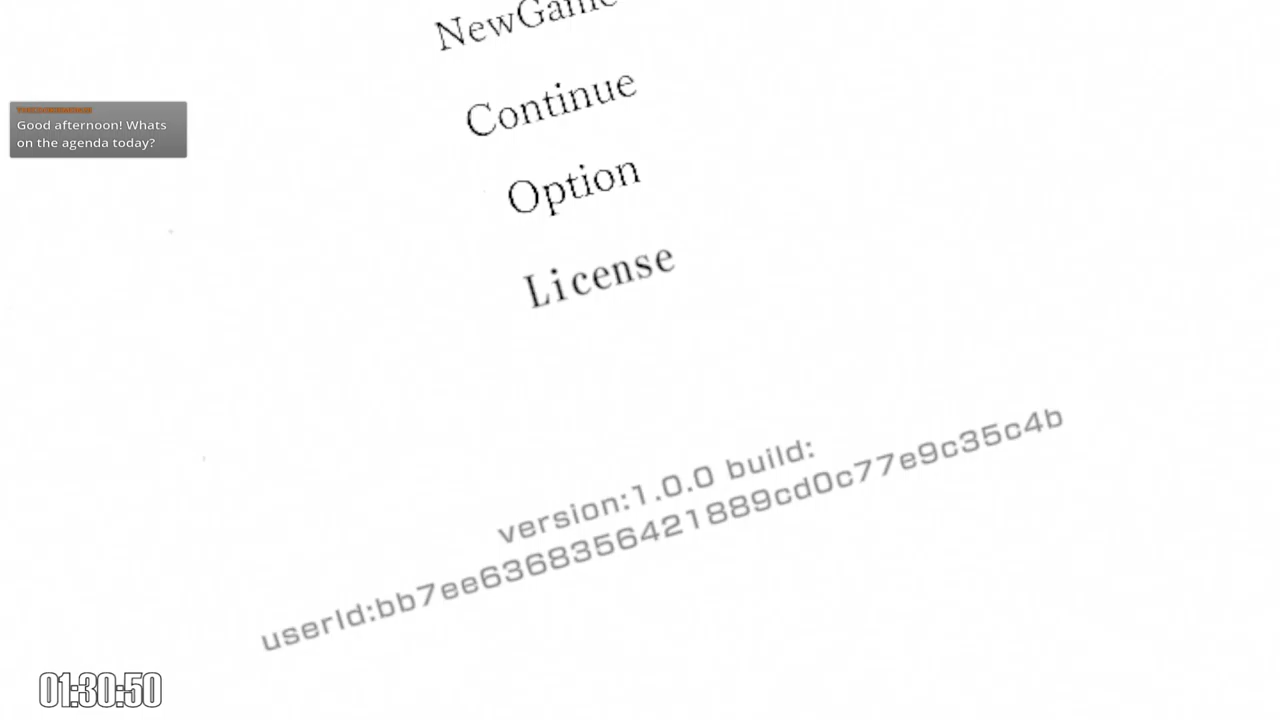 NewGame
Continue
Option
License
Good afternoon! Whats
on the agenda today?
version:1.0.0 build:
userId:bb7ee6368356421889cd0c77e9c35c4b
01:30:50